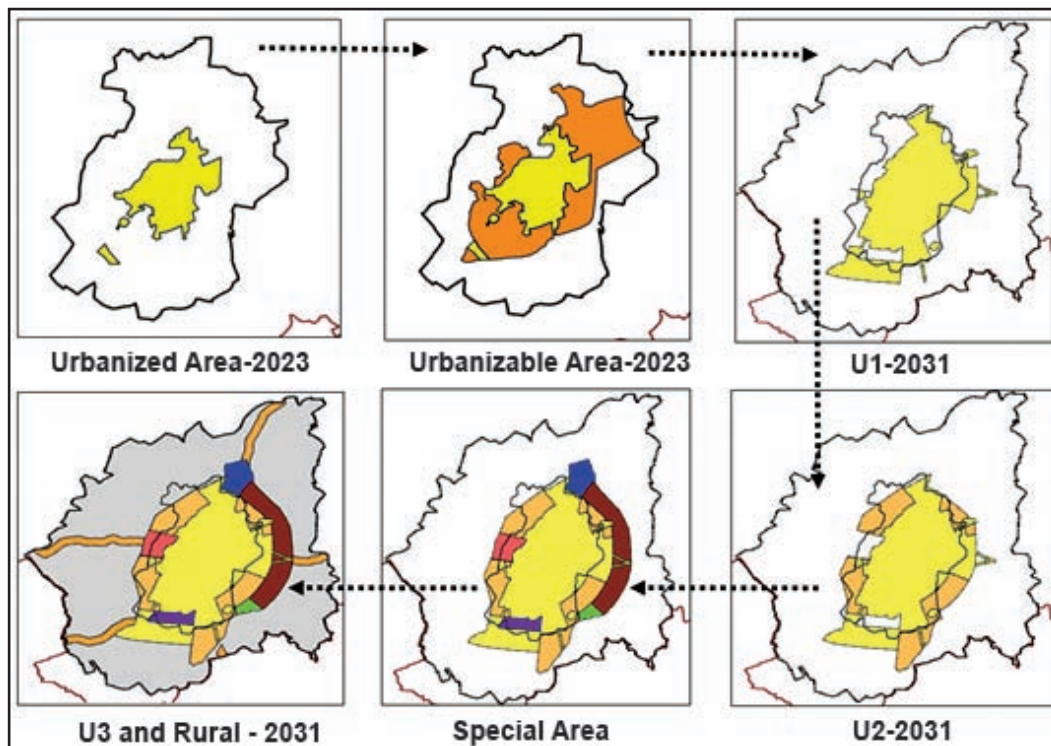 Urbanized Area-2023
Urbanizable Area-2023
U1-2031
U3 and Rural - 2031
Special Area
U2-2031